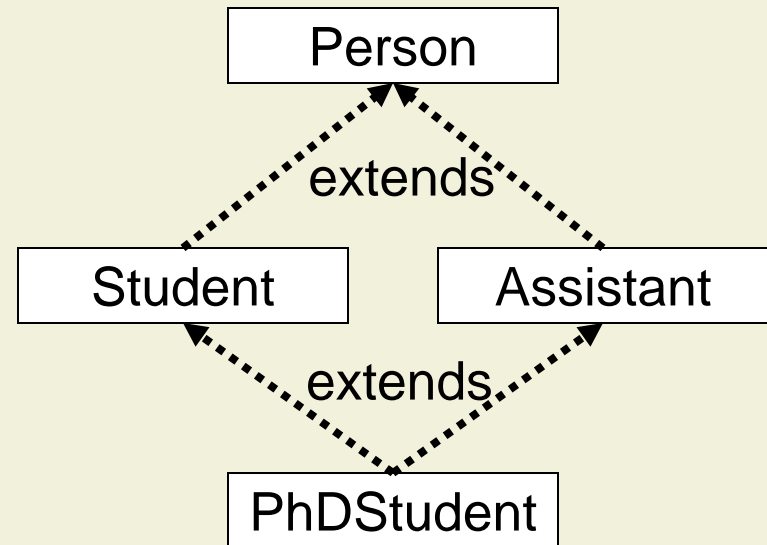 Person
extends
Student Assistant
extends
PhDStudent